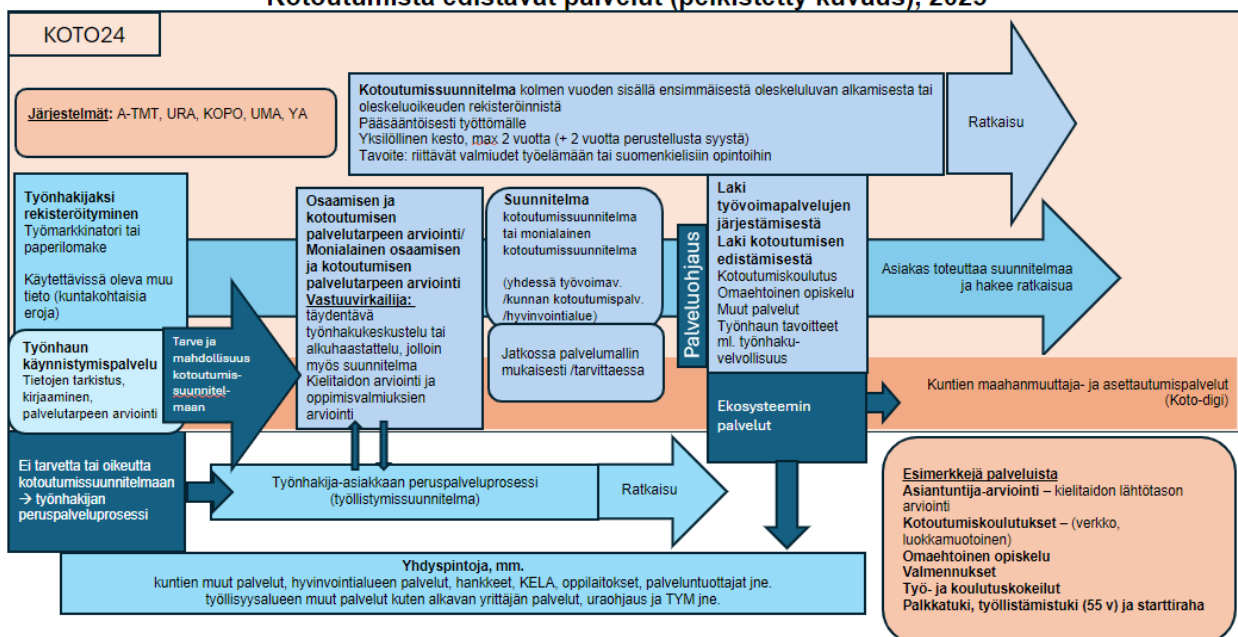 Kotoutumista edistävät palvelut (pelkistetty kuvaus), 2025
KOTO24
Järjestelmät: A-TMT, URA, KOPO, UMA, YA
Kotoutumissuunnitelma kolmen vuoden sisällä ensimmäisestä oleskeluluvan alkamisesta tai
oleskeluoikeuden rekisteröinnistä
Pääsääntöisesti työttömälle
Yksilöllinen kesto, max 2 vuotta (+ 2 vuotta perustellusta syystä)
Tavoite: riittävät valmiudet työelämään tai suomenkielisiin opintoihin
Ratkaisu
Työnhakijaksi
rekisteröityminen
Työmarkkinatori tai
paperilomake
Käytettävissä oleva muu
tieto (kuntakohtaisia
eroja)
Työnhaun
käynnistymispalvelu
Tietojen tarkistus,
kirjaaminen,
palvelutarpeen arviointi
Tarve ja
mahdollisuus
kotoutumis-
suunnitel-
maan
Osaamisen ja
kotoutumisen
palvelutarpeen arviointi/
Monialainen osaamisen
ja kotoutumisen
palvelutarpeen arviointi
Vastuuvirkailija:
täydentävä
työnhakukeskustelu tai
alkuhaastattelu, jolloin
myös suunnitelma
Kielitaidon arviointi ja
oppimisvalmiuksien
arviointi
Suunnitelma
kotoutumissuunnitelma
tai monialainen
kotoutumissuunnitelma
(yhdessä työvoimav.
/kunnan kotoutumispalv.
/hyvinvointialue)
Jatkossa palvelumallin
mukaisesti /tarvittaessa
Palveluohjaus
Laki
työvoimapalvelujen
järjestämisestä
Laki kotoutumisen
edistämisestä
Kotoutumiskoulutus
Omaehtoinen opiskelu
Muut palvelut
Työnhaun tavoitteet
ml. työnhaku-
velvollisuus
Asiakas toteuttaa suunnitelmaa
ja hakee ratkaisua
Ekosysteemin
palvelut
Kuntien maahanmuuttaja- ja asettautumispalvelut
(Koto-digi)
Ei tarvetta tai oikeutta
kotoutumissuunnitelmaan
→ työnhakijan
peruspalveluprosessi
Työnhakija-asiakkaan peruspalveluprosessi
(työllistymissuunnitelma)
Ratkaisu
Yhdyspintoja, mm.
kuntien muut palvelut, hyvinvointialueen palvelut, hankkeet, KELA, oppilaitokset, palveluntuottajat jne.
työllisyysalueen muut palvelut kuten alkavan yrittäjän palvelut, uraohjaus ja TYM jne.
Esimerkkejä palveluista
Asiantuntija-arviointi – kielitaidon lähtötason
arviointi
Kotoutumiskoulutukset – (verkko,
luokkamuotoinen)
Omaehtoinen opiskelu
Valmennukset
Työ- ja koulutuskokeilut
Palkkatuki, työllistämistuki (55 v) ja starttiraha